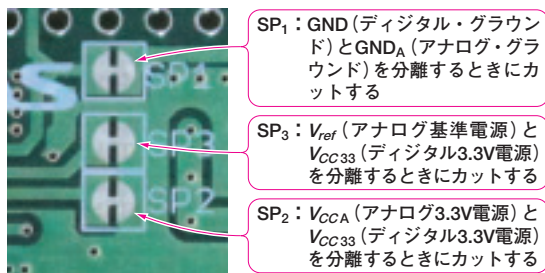 SP1
SP3
SP2
S
SP₁：GND（ディジタル・グラウン
ド）とGND_A（アナログ・グラ
ウンド）を分離するときにカ
ットする
SP₃：V_ref（アナログ基準電源）と
V_CC33（ディジタル3.3V電源）
を分離するときにカットする
SP₂：V_CCA（アナログ3.3V電源）と
V_CC33（ディジタル3.3V電源）
を分離するときにカットする